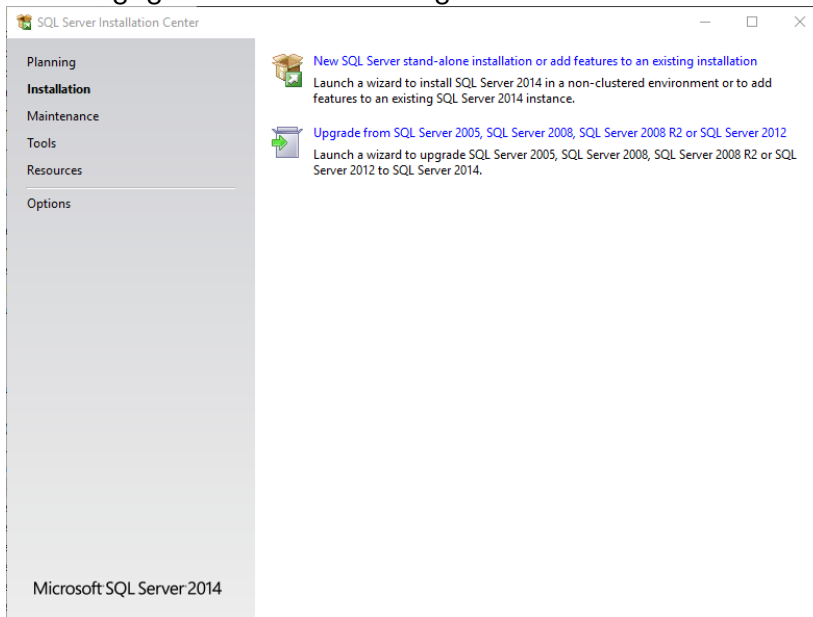 SQL Server Installation Center
Planning
Installation
Maintenance
Tools
Resources
Options
New SQL Server stand-alone installation or add features to an existing installation
Launch a wizard to install SQL Server 2014 in a non-clustered environment or to add
features to an existing SQL Server 2014 instance.
Upgrade from SQL Server 2005, SQL Server 2008, SQL Server 2008 R2 or SQL Server 2012
Launch a wizard to upgrade SQL Server 2005, SQL Server 2008, SQL Server 2008 R2 or SQL
Server 2012 to SQL Server 2014.
Microsoft SQL Server 2014